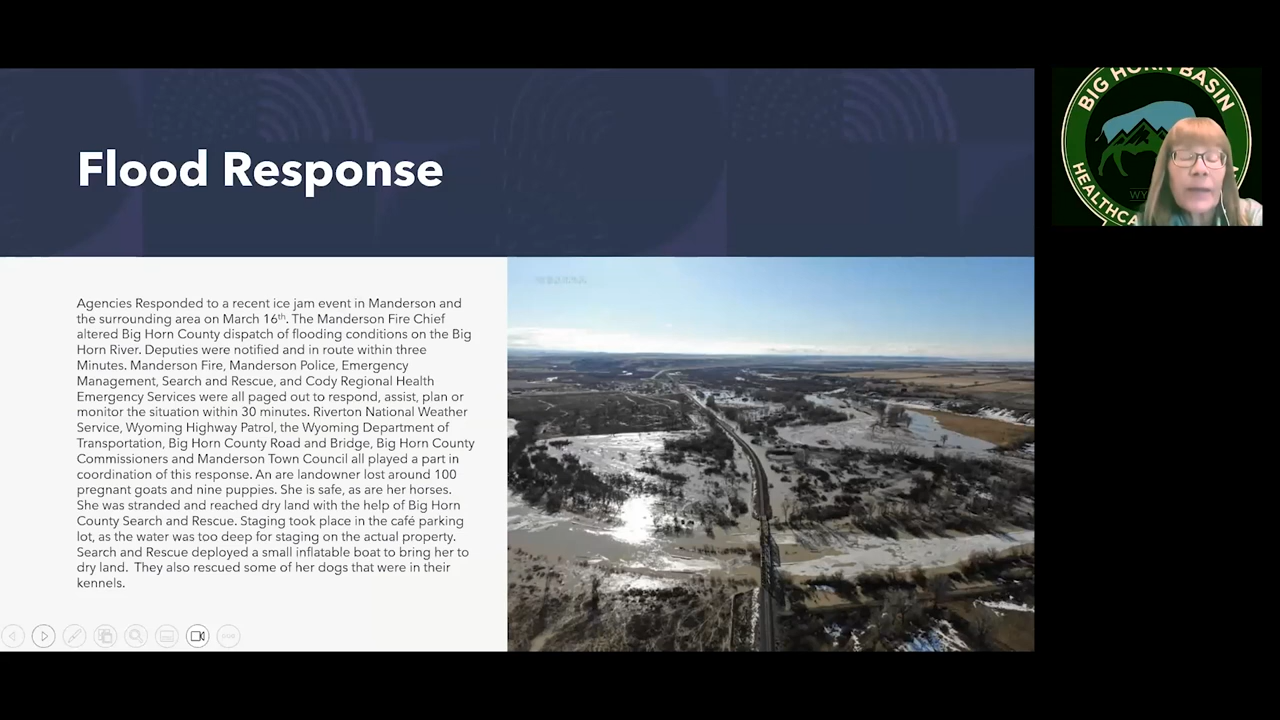 Flood Response
Agencies Responded to a recent ice jam event in Manderson and
the surrounding area on March 16th. The Manderson Fire Chief
altered Big Horn County dispatch of flooding conditions on the Big
Horn River. Deputies were notified and in route within three
Minutes. Manderson Fire, Manderson Police, Emergency
Management, Search and Rescue, and Cody Regional Health
Emergency Services were all paged out to respond, assist, plan or
monitor the situation within 30 minutes. Riverton National Weather
Service, Wyoming Highway Patrol, the Wyoming Department of
Transportation, Big Horn County Road and Bridge, Big Horn County
Commissioners and Manderson Town Council all played a part in
coordination of this response. An are landowner lost around 100
pregnant goats and nine puppies. She is safe, as are her horses.
She was stranded and reached dry land with the help of Big Horn
County Search and Rescue. Staging took place in the café parking
lot, as the water was too deep for staging on the actual property.
Search and Rescue deployed a small inflatable boat to bring her to
dry land. They also rescued some of her dogs that were in their
kennels.
BIG HORN BASIN